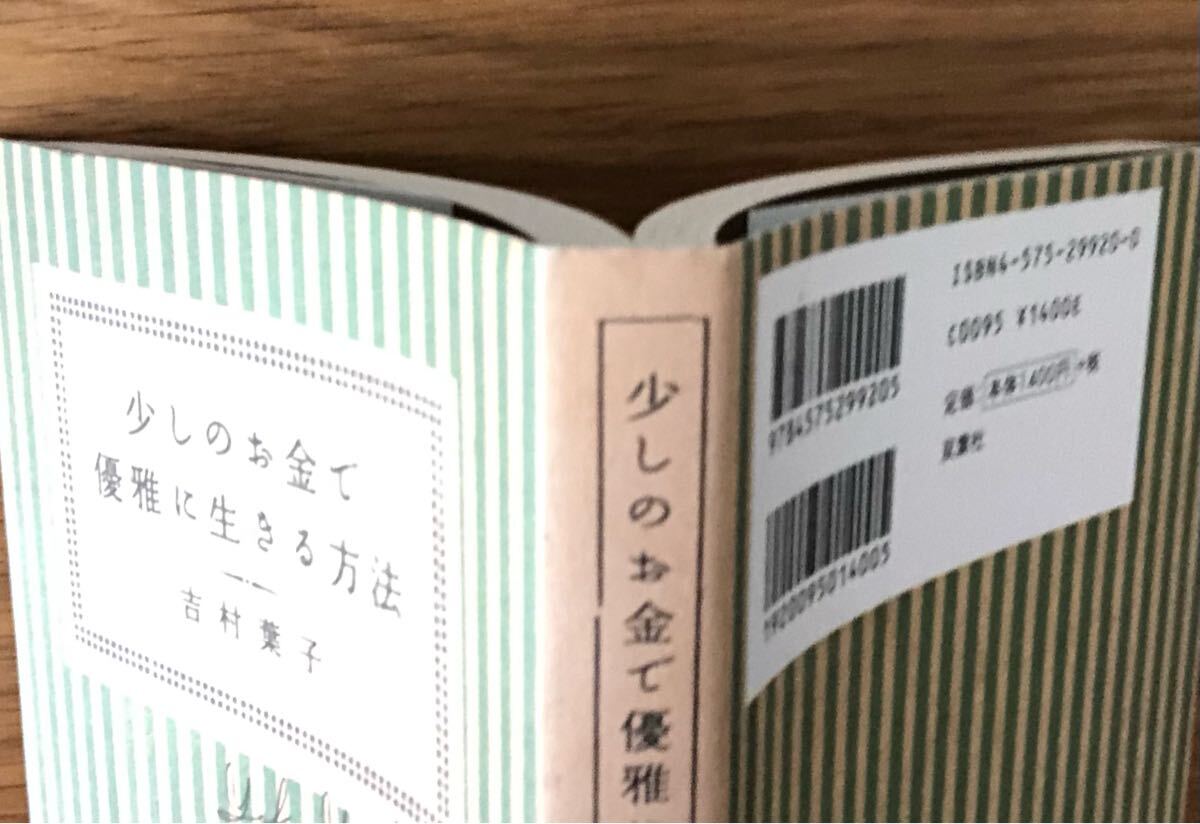 少しのお金で
優雅に生きる方法
吉村葉子
少しのお金で優雅
ISBN4-575-29920-0
C0095 ¥1400E
定価 本体1400円+税
双葉社
9784575299205
1920095014005